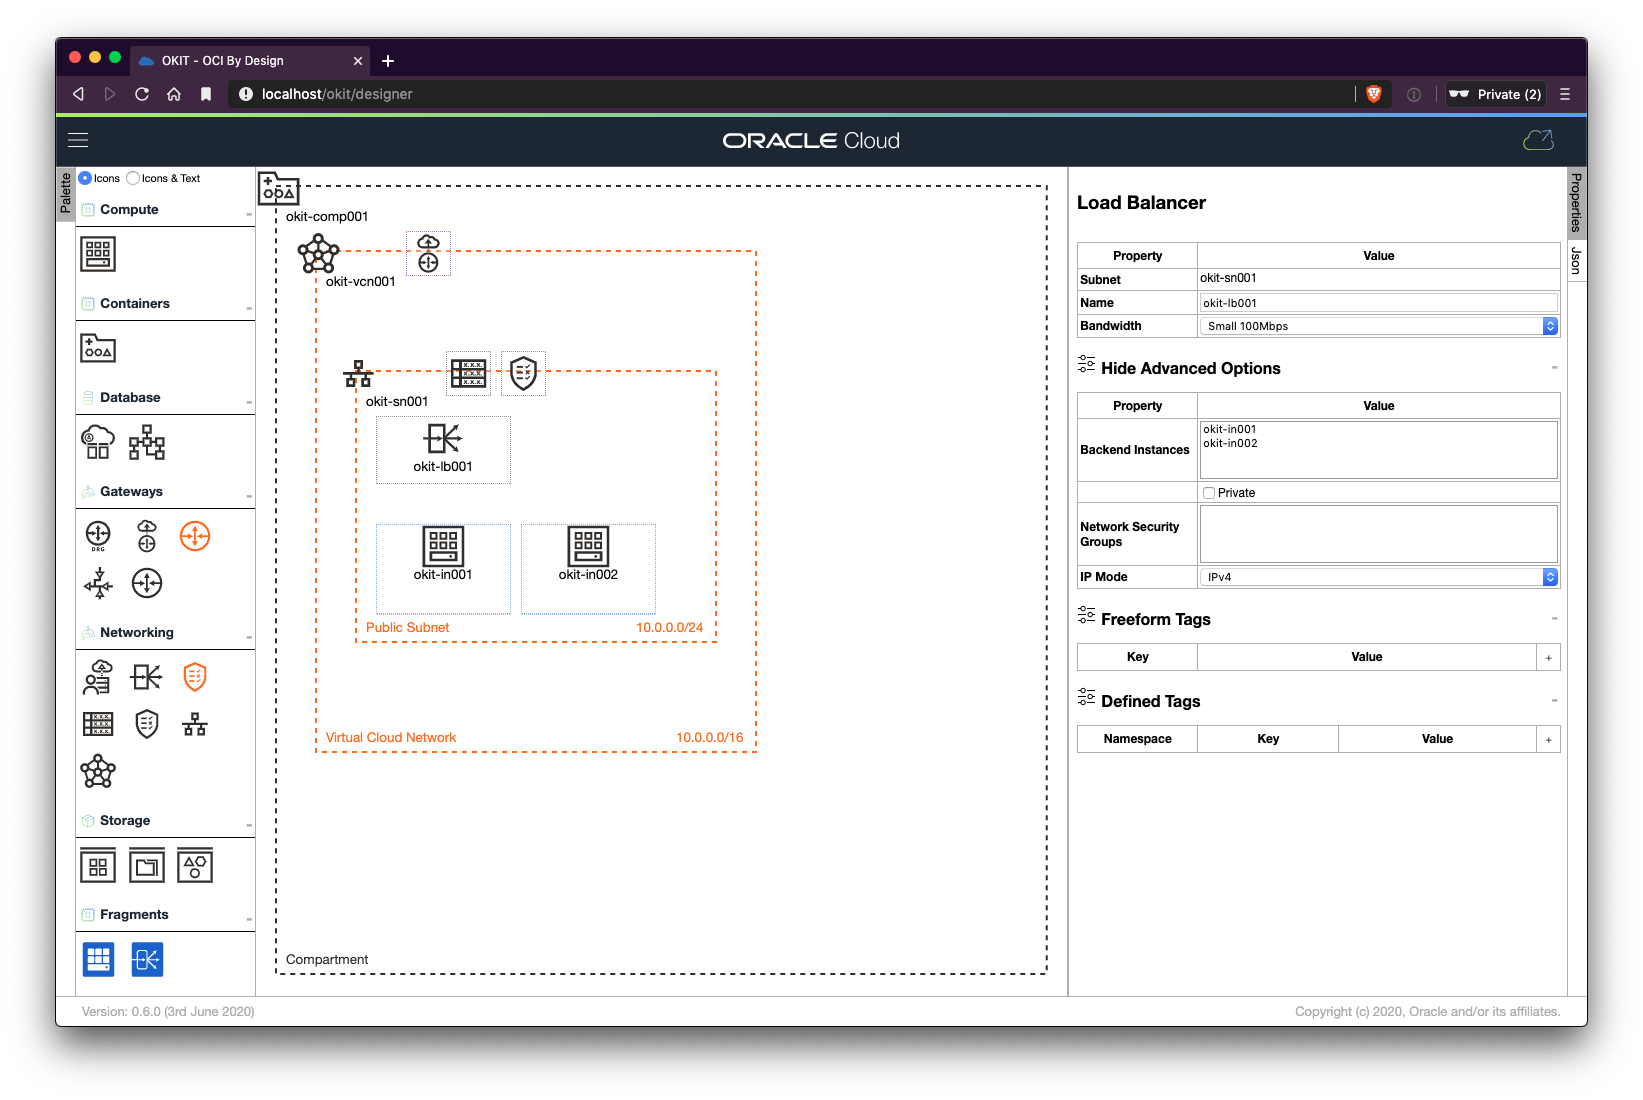 OKIT - OCI By Design
localhost/okit/designer
Private (2)
ORACLE Cloud
Palette
Icons
Icons & Text
Compute
Containers
Database
Gateways
DRG
Networking
X.X.X.
X.X.X.
X.X.X.
Storage
Fragments
okit-comp001
okit-vcn001
X.X.X.
X.X.X.
X.X.X.
okit-sn001
okit-lb001
okit-in001
okit-in002
Public Subnet
10.0.0.0/24
Virtual Cloud Network
10.0.0.0/16
Compartment
Load Balancer
Property Value
Subnet okit-sn001
Name okit-lb001
Bandwidth Small 100Mbps
Hide Advanced Options
Property Value
Backend Instances
okit-in001
okit-in002
Private
Network Security
Groups
IP Mode IPv4
Freeform Tags
Key Value +
Defined Tags
Namespace Key Value +
Properties
Json
Version: 0.6.0 (3rd June 2020)
Copyright (c) 2020, Oracle and/or its affiliates.